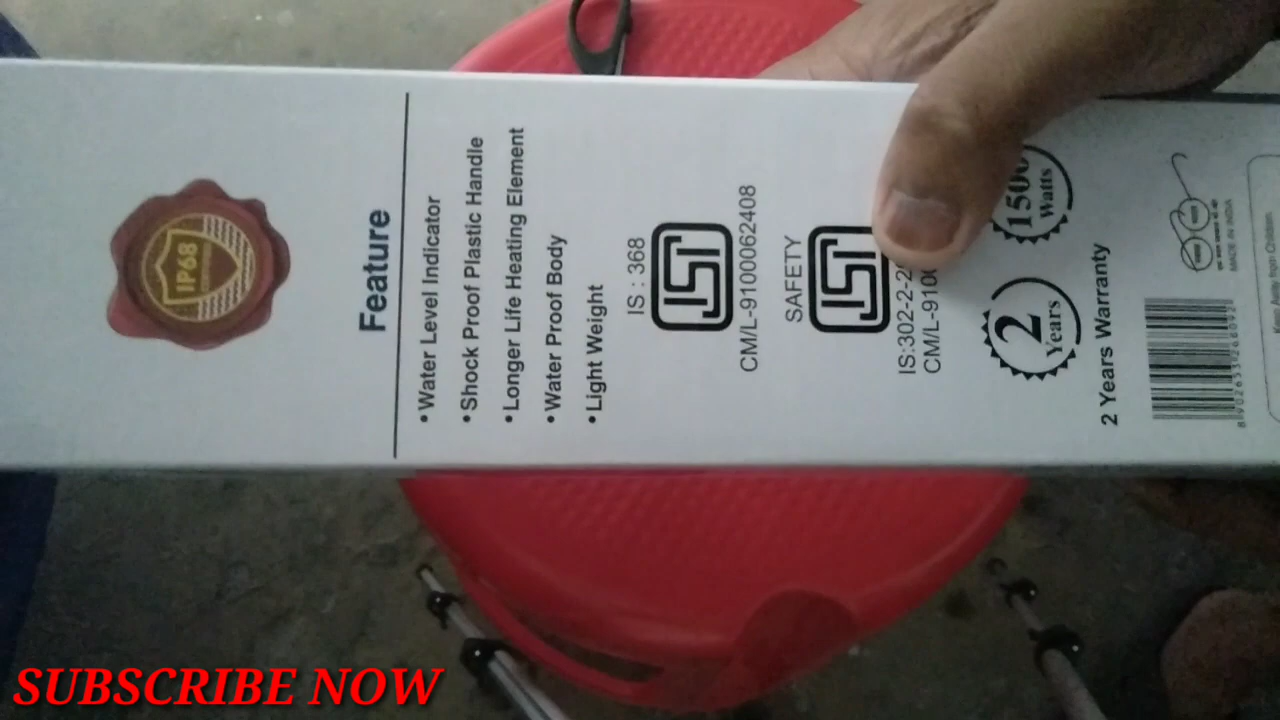 IP68
Feature
•Water Level Indicator
•Shock Proof Plastic Handle
•Longer Life Heating Element
•Water Proof Body
•Light Weight
IS : 368
CM/L-9100062408
SAFETY
IS:302-2-2
CM/L-910
1500
Watts
2
Years
2 Years Warranty
MADE IN INDIA
SUBSCRIBE NOW